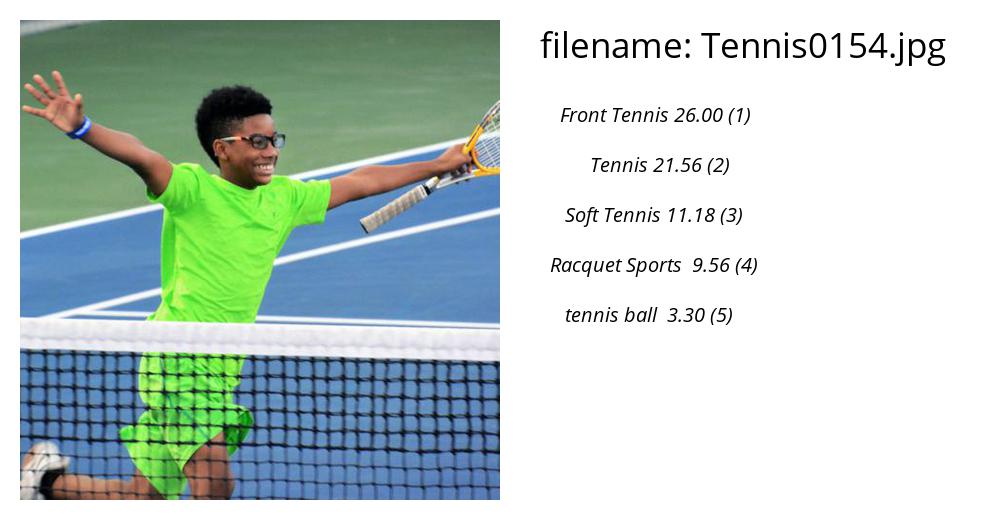 filename: Tennis0154.jpg
Front Tennis 26.00 (1)
Tennis 21.56 (2)
Soft Tennis 11.18 (3)
Racquet Sports 9.56 (4)
tennis ball 3.30 (5)